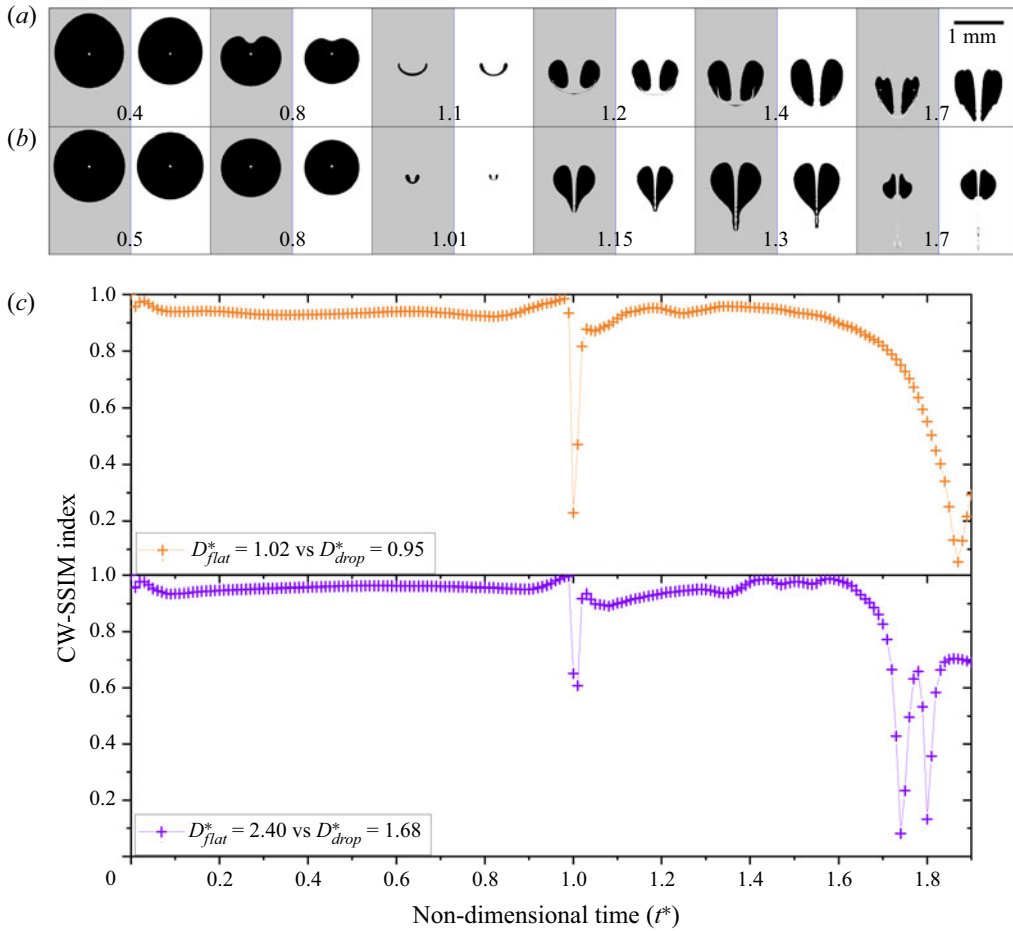 (a)
1 mm
0.4 0.8 1.1 1.2 1.4 1.7
(b)
0.5 0.8 1.01 1.15 1.3 1.7
(c)
1.0
0.8
0.6
0.4
0.2
D*flat = 1.02 vs D*drop = 0.95
1.0
0.8
0.6
0.4
0.2
D*flat = 2.40 vs D*drop = 1.68
CW-SSIM index
0 0.2 0.4 0.6 0.8 1.0 1.2 1.4 1.6 1.8
Non-dimensional time (t*)